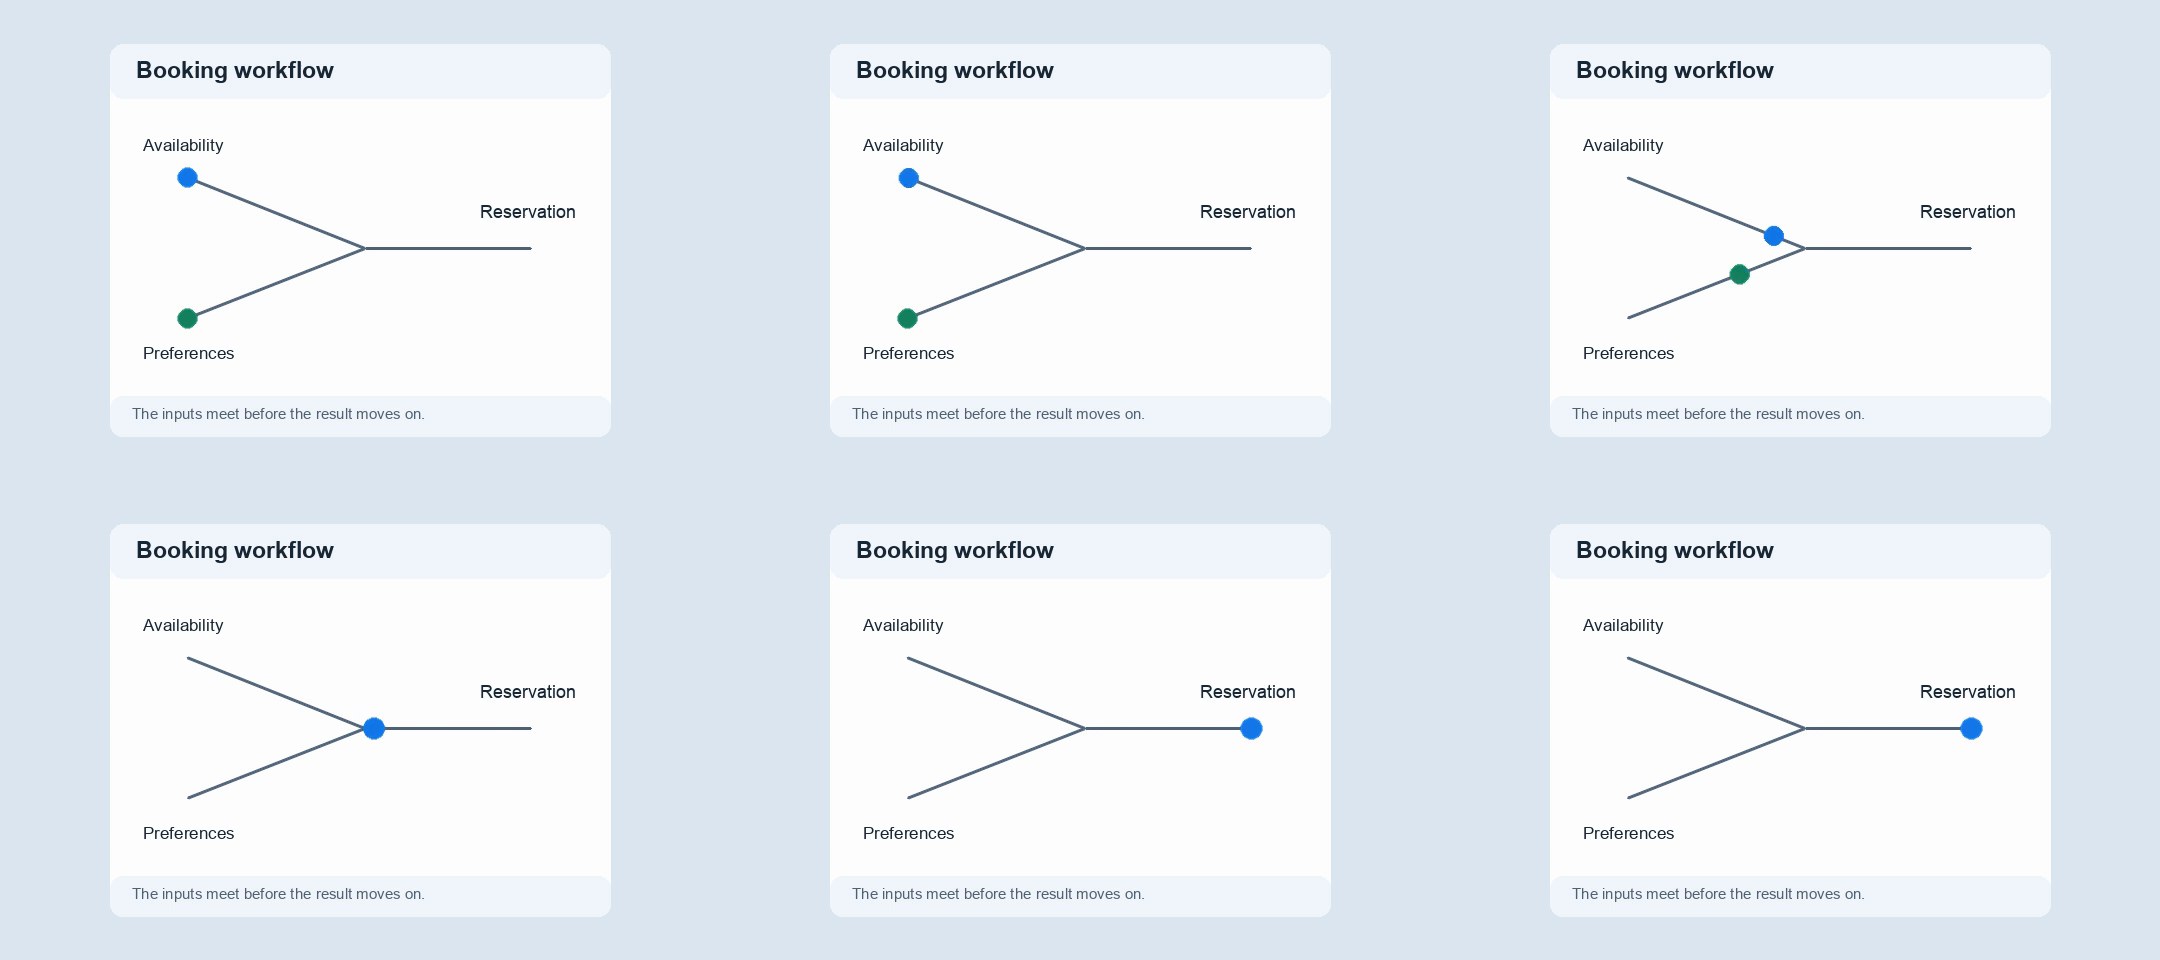 Booking workflow
Availability
Reservation
Preferences
The inputs meet before the result moves on.
Booking workflow
Availability
Reservation
Preferences
The inputs meet before the result moves on.
Booking workflow
Availability
Reservation
Preferences
The inputs meet before the result moves on.
Booking workflow
Availability
Reservation
Preferences
The inputs meet before the result moves on.
Booking workflow
Availability
Reservation
Preferences
The inputs meet before the result moves on.
Booking workflow
Availability
Reservation
Preferences
The inputs meet before the result moves on.